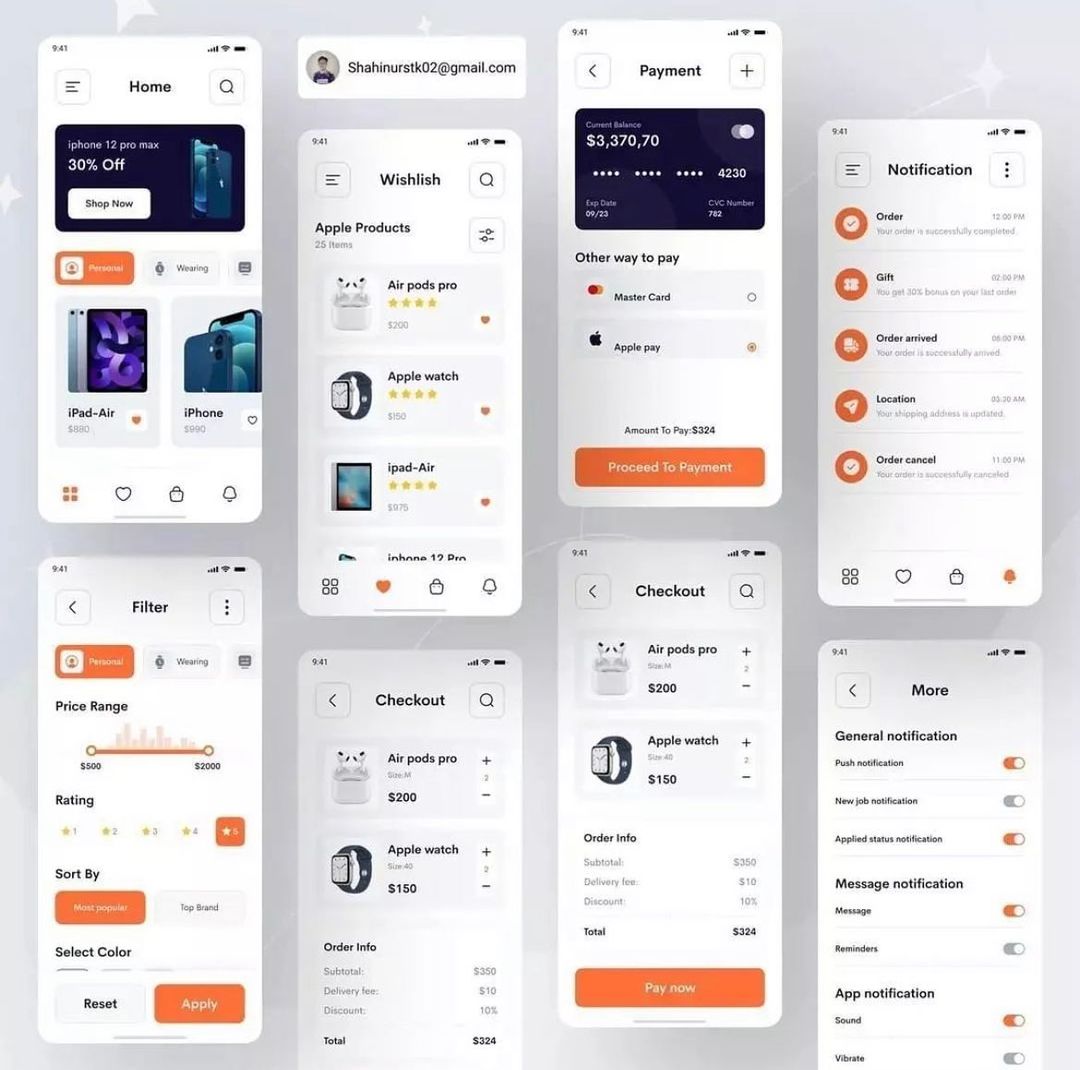 9:41
Home
iphone 12 pro max
30% Off
Shop Now
Personal
Wearing
iPad-Air
$880
iPhone
$990
Shahinurstk02@gmail.com
9:41
Wishlist
Apple Products
25 Items
Air pods pro
$200
Apple watch
$150
ipad-Air
$975
iphone 12 Pro
9:41
Payment
Current Balance
$3,370,70
•••• •••• •••• 4230
Exp Date
09/23
CVC Number
782
Other way to pay
Master Card
Apple pay
Amount To Pay:$324
Proceed To Payment
9:41
Notification
Order
12:00 PM
Your order is successfully completed.
Gift
02:00 PM
You get 30% bonus on your last order
Order arrived
06:00 PM
Your order is successfully arrived.
Location
03:30 AM
Your shipping address is updated.
Order cancel
11:00 PM
Your order is successfully canceled
9:41
Filter
Personal
Wearing
Price Range
$500
$2000
Rating
1
2
3
4
5
Sort By
Most popular
Top Brand
Select Color
Reset
Apply
9:41
Checkout
Air pods pro
Size:M
2
$200
Apple watch
Size:40
2
$150
Order Info
Subtotal: $350
Delivery fee: $10
Discount: 10%
Total $324
9:41
Checkout
Air pods pro
Size:M
2
$200
Apple watch
Size:40
2
$150
Order Info
Subtotal: $350
Delivery fee: $10
Discount: 10%
Total $324
Pay now
9:41
More
General notification
Push notification
New job notification
Applied status notification
Message notification
Message
Reminders
App notification
Sound
Vibrate